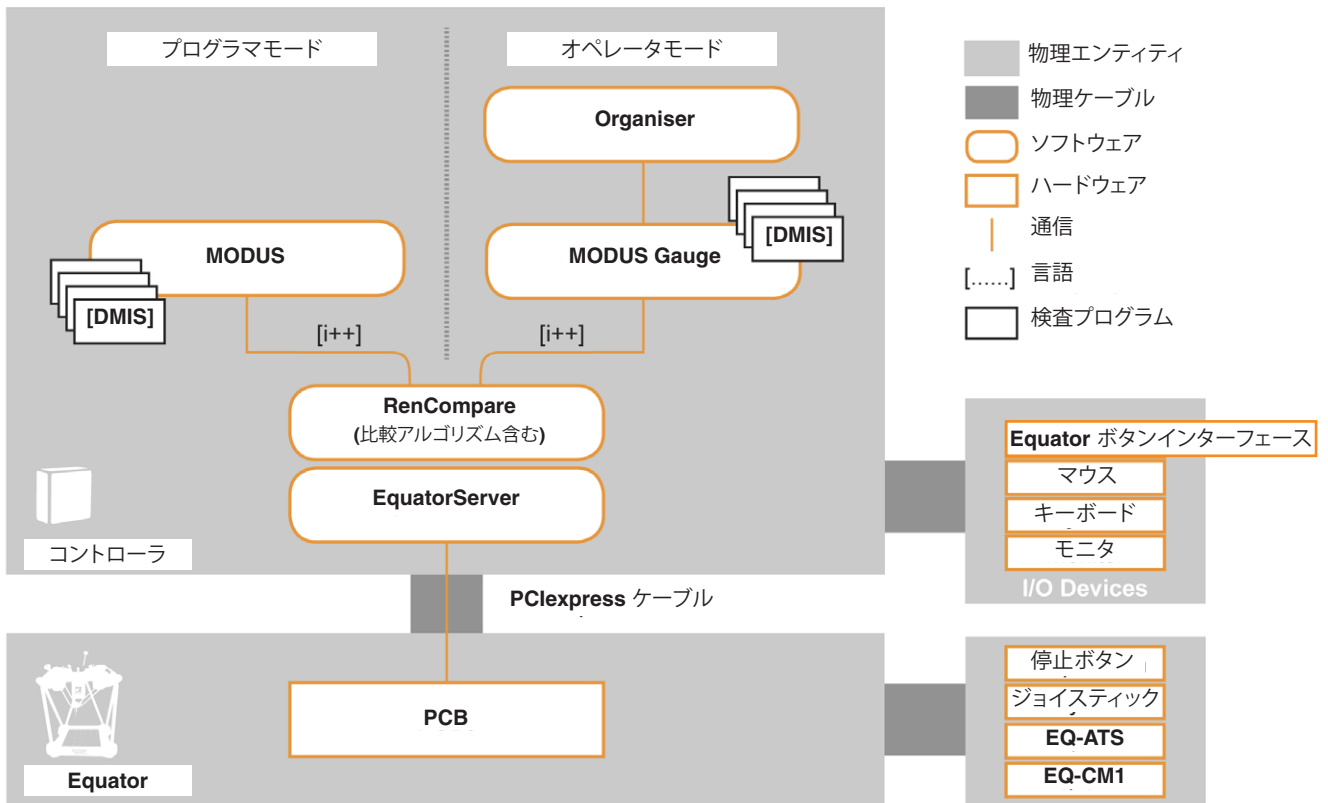 プログラマモード
オペレータモード
Organiser
MODUS
[DMIS]
MODUS Gauge
[DMIS]
[i++]
[i++]
RenCompare
(比較アルゴリズム含む)
EquatorServer
コントローラ
PCIexpress ケーブル
PCB
Equator
物理エンティティ
物理ケーブル
ソフトウェア
ハードウェア
通信
[......] 言語
検査プログラム
Equator ボタンインターフェース
マウス
キーボード
モニタ
I/O Devices
停止ボタン
ジョイスティック
EQ-ATS
EQ-CM1